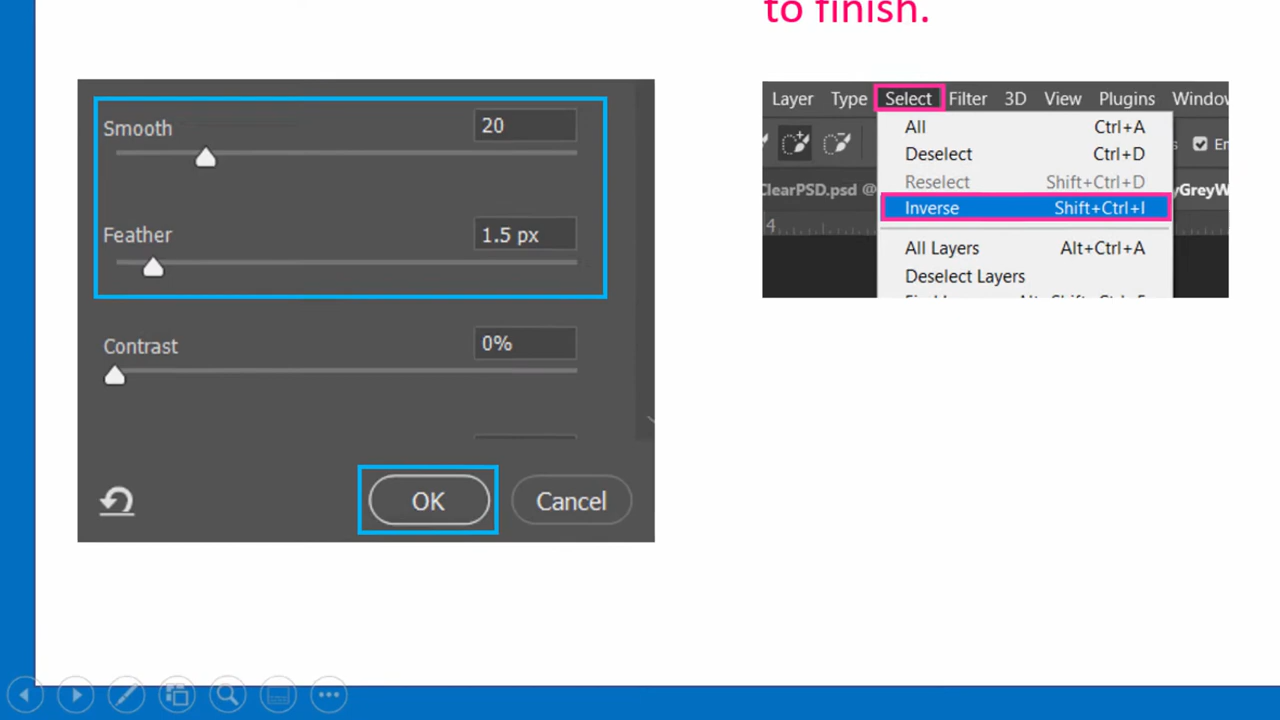 to finish.
Smooth 20
Feather 1.5 px
Contrast 0%
OK Cancel
Layer Type Select Filter 3D View Plugins
All Ctrl+A
Deselect Ctrl+D
ClearPSD.psd @
Reselect Shift+Ctrl+D
Inverse Shift+Ctrl+I
4
All Layers Alt+Ctrl+A
Deselect Layers